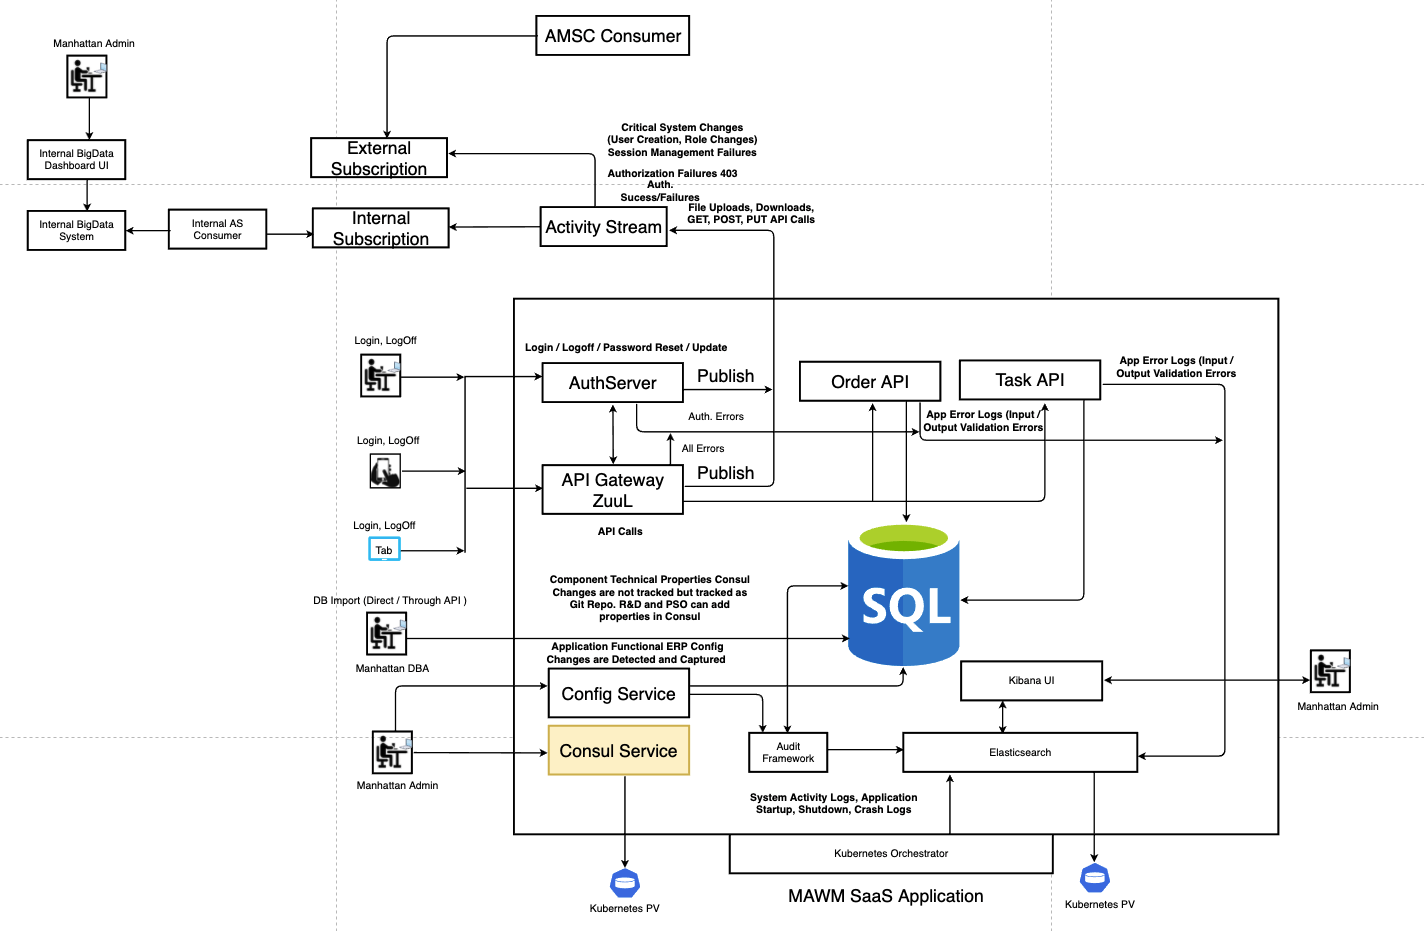 AMSC Consumer
Manhattan Admin
Internal BigData
Dashboard UI
External
Subscription
Critical System Changes
(User Creation, Role Changes)
Session Management Failures
Authorization Failures 403
Auth.
Sucess/Failures
File Uploads, Downloads,
GET, POST, PUT API Calls
Internal BigData
System
Internal AS
Consumer
Internal
Subscription
Activity Stream
Login, LogOff
Login / Logoff / Password Reset / Update
AuthServer
Publish
Order API
Task API
App Error Logs (Input /
Output Validation Errors
Auth. Errors
App Error Logs (Input /
Output Validation Errors
Login, LogOff
All Errors
API Gateway
ZuuL
Publish
Login, LogOff
Tab
API Calls
Component Technical Properties Consul
Changes are not tracked but tracked as
Git Repo. R&D and PSO can add
properties in Consul
SQL
DB Import (Direct / Through API )
Manhattan DBA
Application Functional ERP Config
Changes are Detected and Captured
Config Service
Kibana UI
Manhattan Admin
Consul Service
Audit
Framework
Elasticsearch
Manhattan Admin
System Activity Logs, Application
Startup, Shutdown, Crash Logs
Kubernetes Orchestrator
MAWM SaaS Application
Kubernetes PV
Kubernetes PV